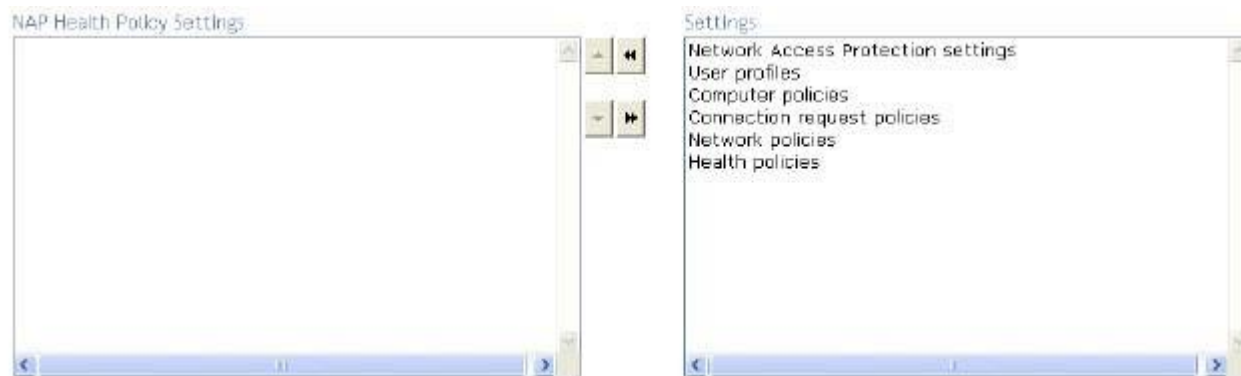 NAP Health Policy Settings
Settings
Network Access Protection settings
User profiles
Computer policies
Connection request policies
Network policies
Health policies